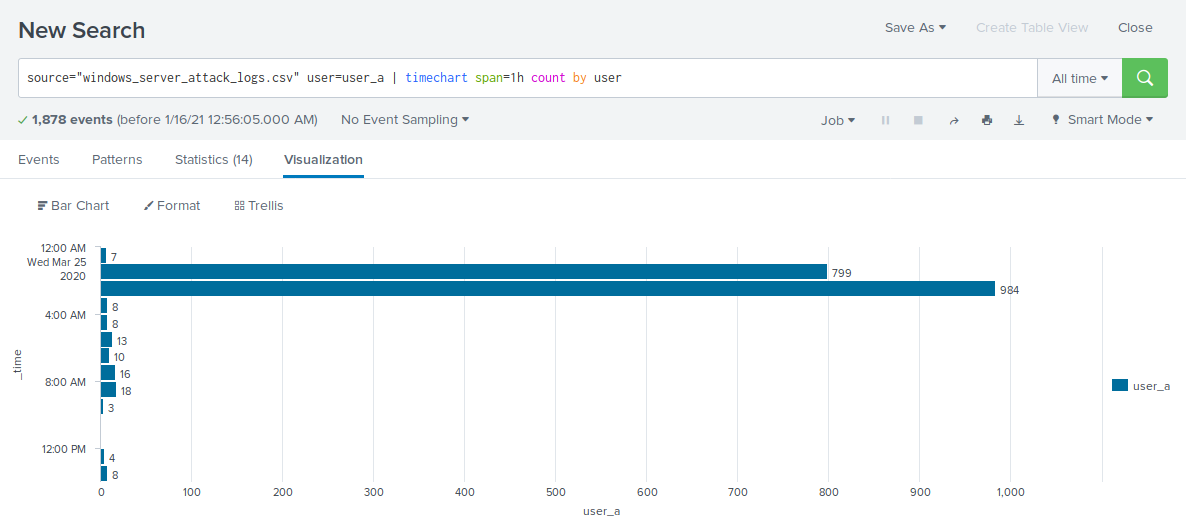 New Search
Save As
Create Table View
Close
source="windows_server_attack_logs.csv" user=user_a | timechart span=1h count by user
All time
1,878 events (before 1/16/21 12:56:05.000 AM)
No Event Sampling
Job
Smart Mode
Events
Patterns
Statistics (14)
Visualization
Bar Chart
Format
Trellis
12:00 AM
Wed Mar 25
2020
7
799
984
8
4:00 AM
8
13
10
16
8:00 AM
18
3
12:00 PM
4
8
_time
user_a
0
100
200
300
400
500
600
700
800
900
1,000
user_a